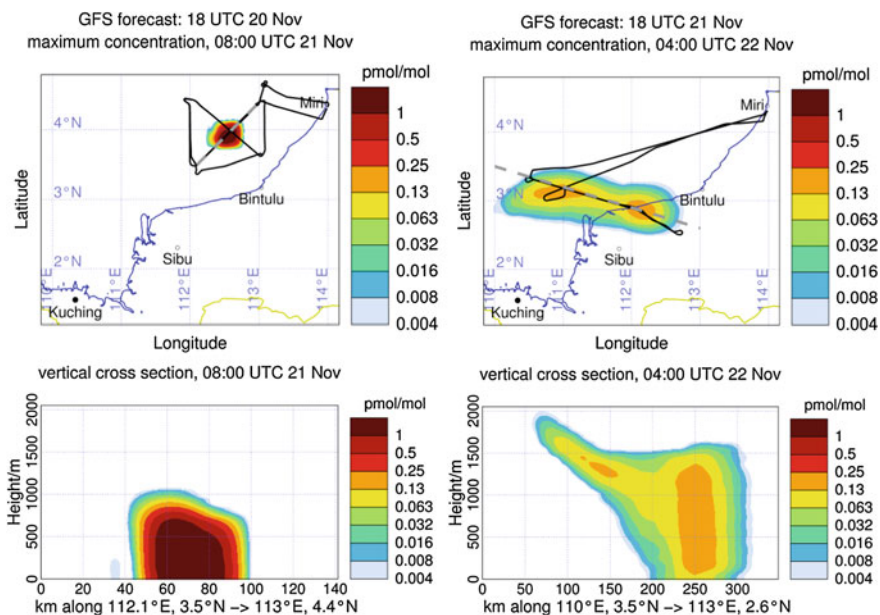 GFS forecast: 18 UTC 20 Nov
maximum concentration, 08:00 UTC 21 Nov
pmol/mol
1
0.5
0.25
0.13
0.063
0.032
0.016
0.008
0.004
Latitude
4°N
3°N
2°N
Miri
Bintulu
Sibu
Kuching
110°E
111°E
112°E
113°E
114°E
Longitude
GFS forecast: 18 UTC 21 Nov
maximum concentration, 04:00 UTC 22 Nov
pmol/mol
1
0.5
0.25
0.13
0.063
0.032
0.016
0.008
0.004
Latitude
4°N
3°N
2°N
Miri
Bintulu
Sibu
Kuching
110°E
111°E
112°E
113°E
114°E
Longitude
vertical cross section, 08:00 UTC 21 Nov
pmol/mol
1
0.5
0.25
0.13
0.063
0.032
0.016
0.008
0.004
Height/m
2000
1500
1000
500
0
0 20 40 60 80 100 120 140
km along 112.1°E, 3.5°N –> 113°E, 4.4°N
vertical cross section, 04:00 UTC 22 Nov
pmol/mol
1
0.5
0.25
0.13
0.063
0.032
0.016
0.008
0.004
Height/m
2000
1500
1000
500
0
0 50 100 150 200 250 300 350
km along 110°E, 3.5°N –> 113°E, 2.6°N